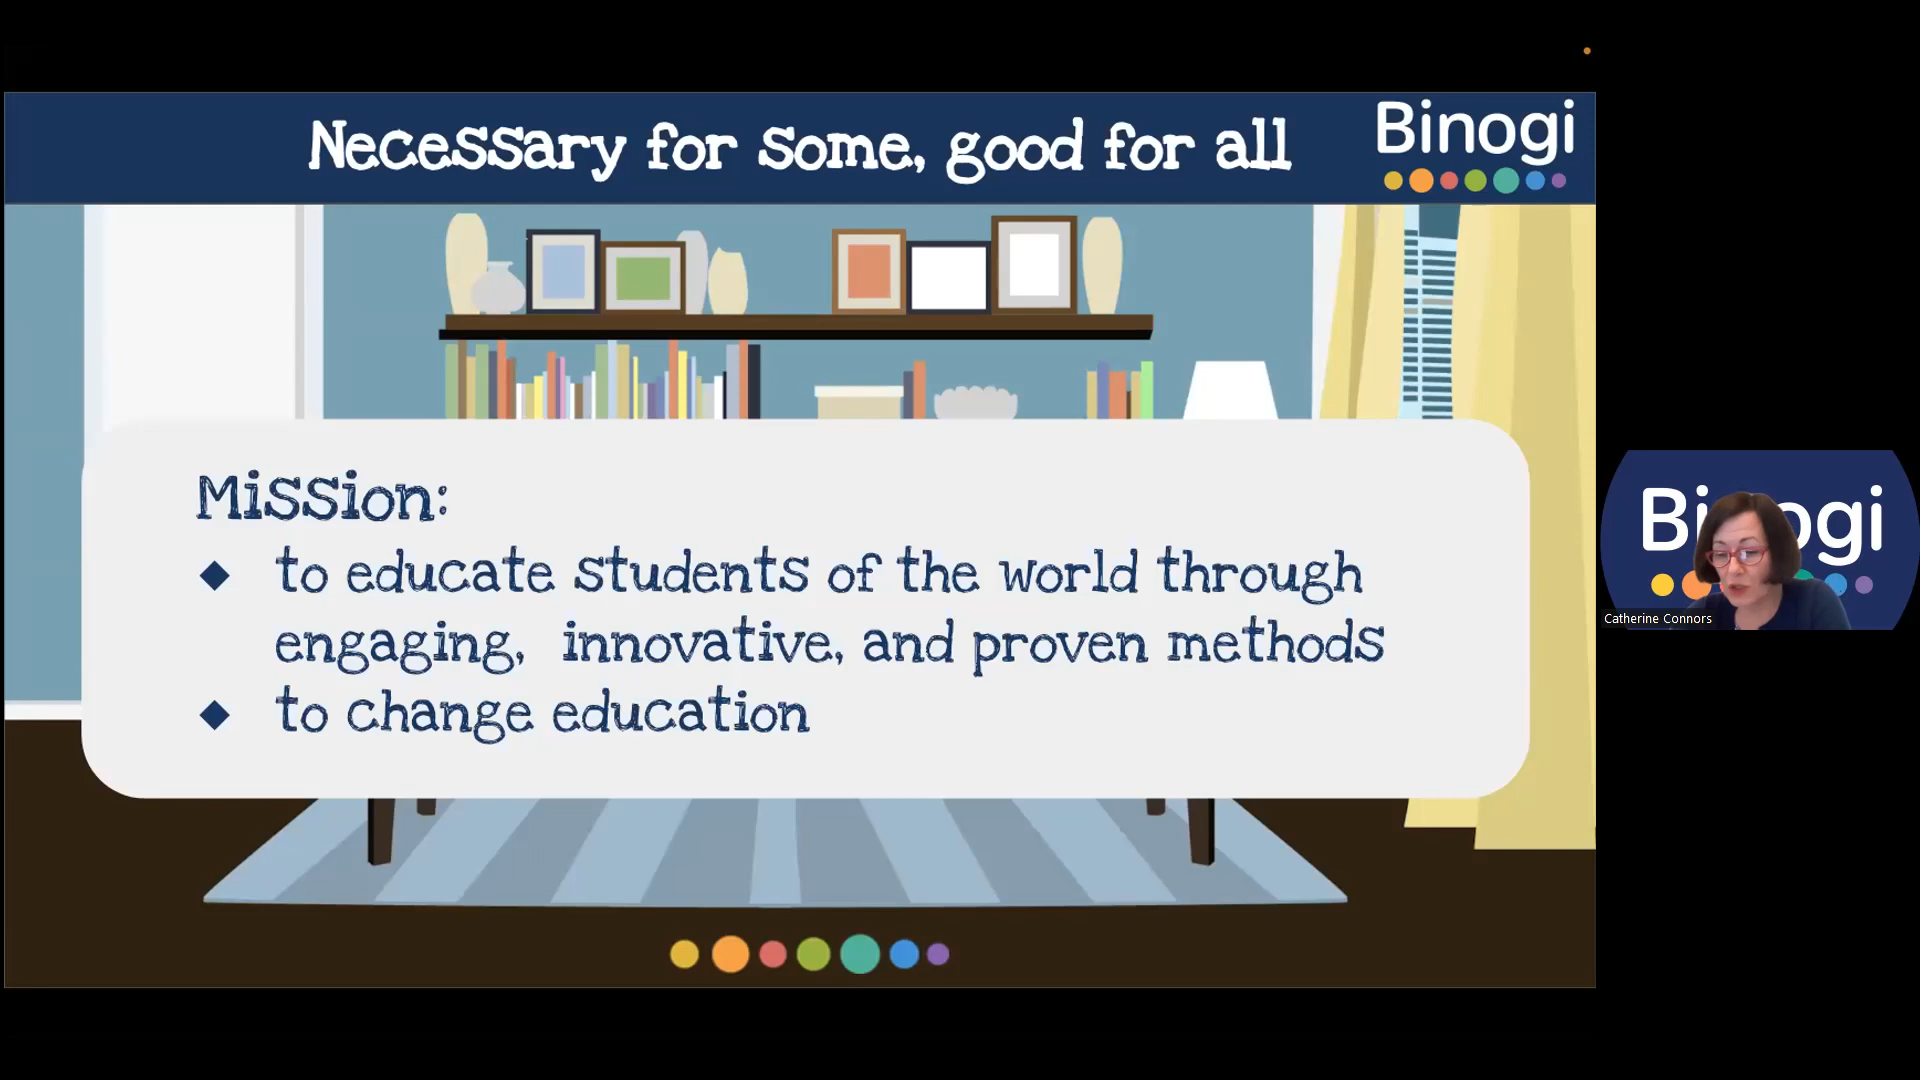 Necessary for some, good for all
Binogi
Mission:
◆ to educate students of the world through
engaging, innovative, and proven methods
◆ to change education
Catherine Connors